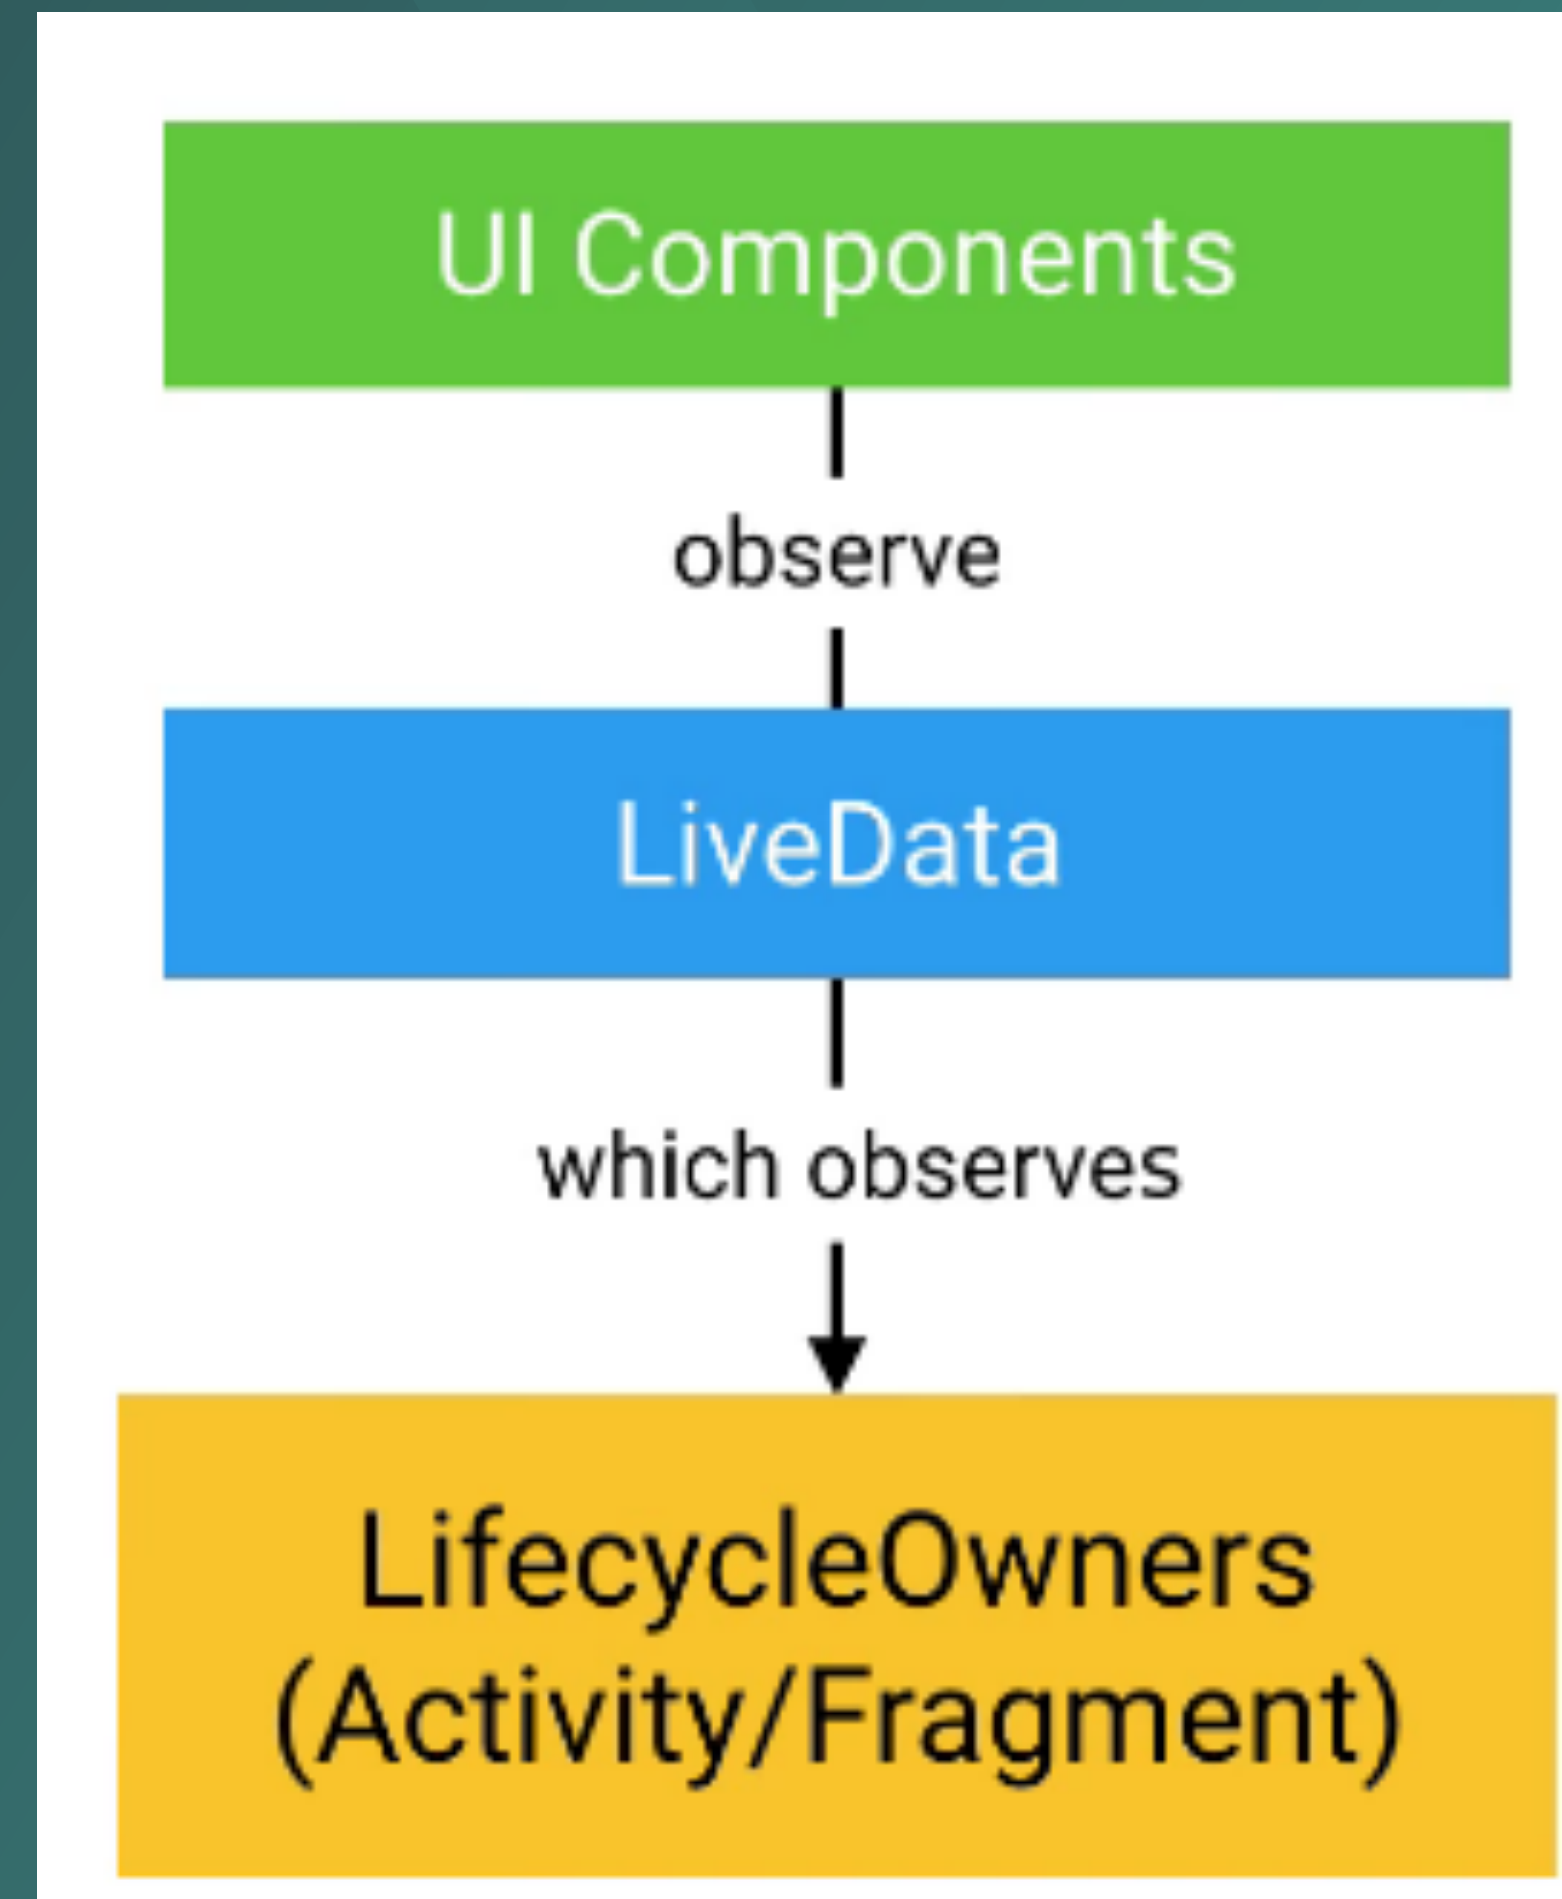 UI Components
observe
LiveData
which observes
LifecycleOwners
(Activity/Fragment)